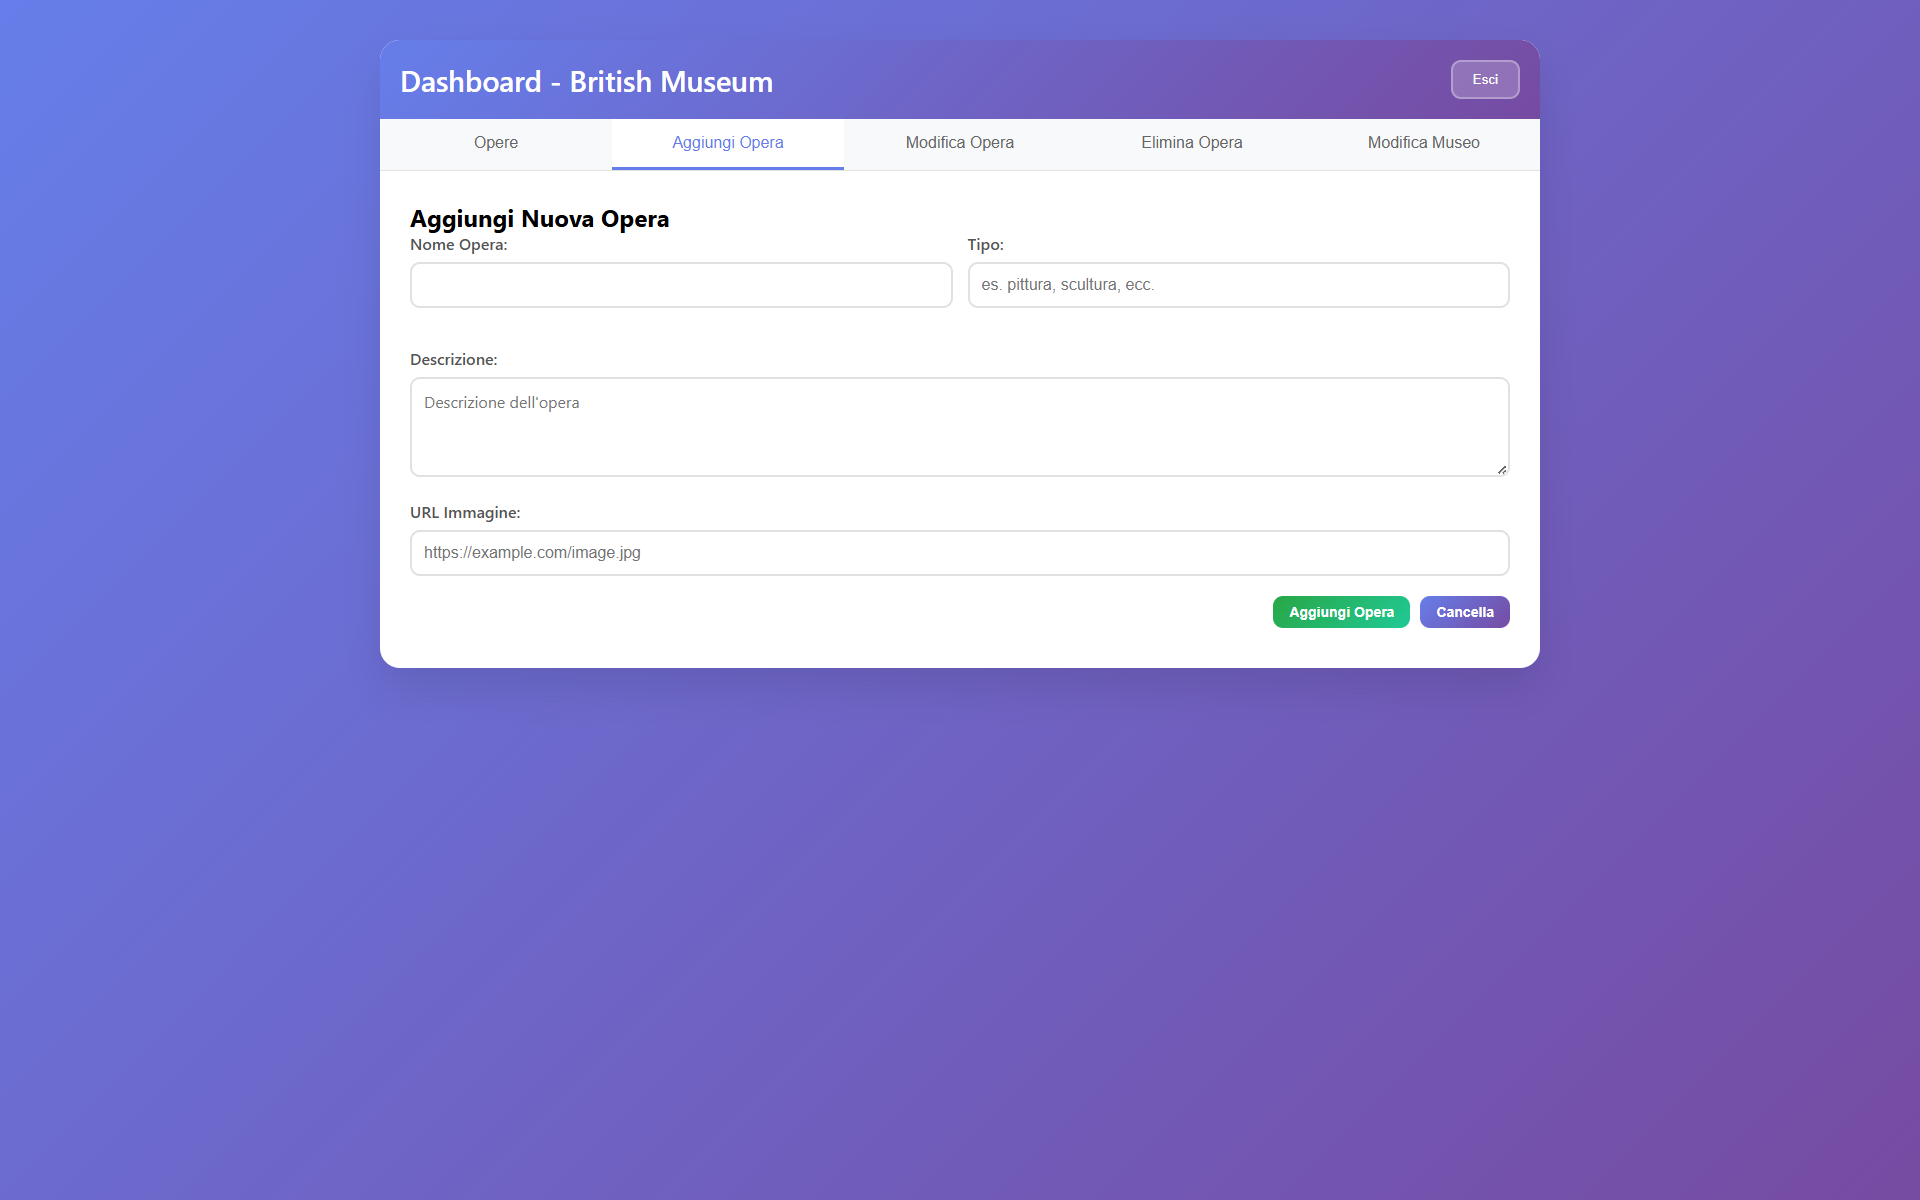 Dashboard - British Museum
Esci
Opere
Aggiungi Opera
Modifica Opera
Elimina Opera
Modifica Museo
Aggiungi Nuova Opera
Nome Opera:
Tipo:
es. pittura, scultura, ecc.
Descrizione:
Descrizione dell'opera
URL Immagine:
https://example.com/image.jpg
Aggiungi Opera
Cancella